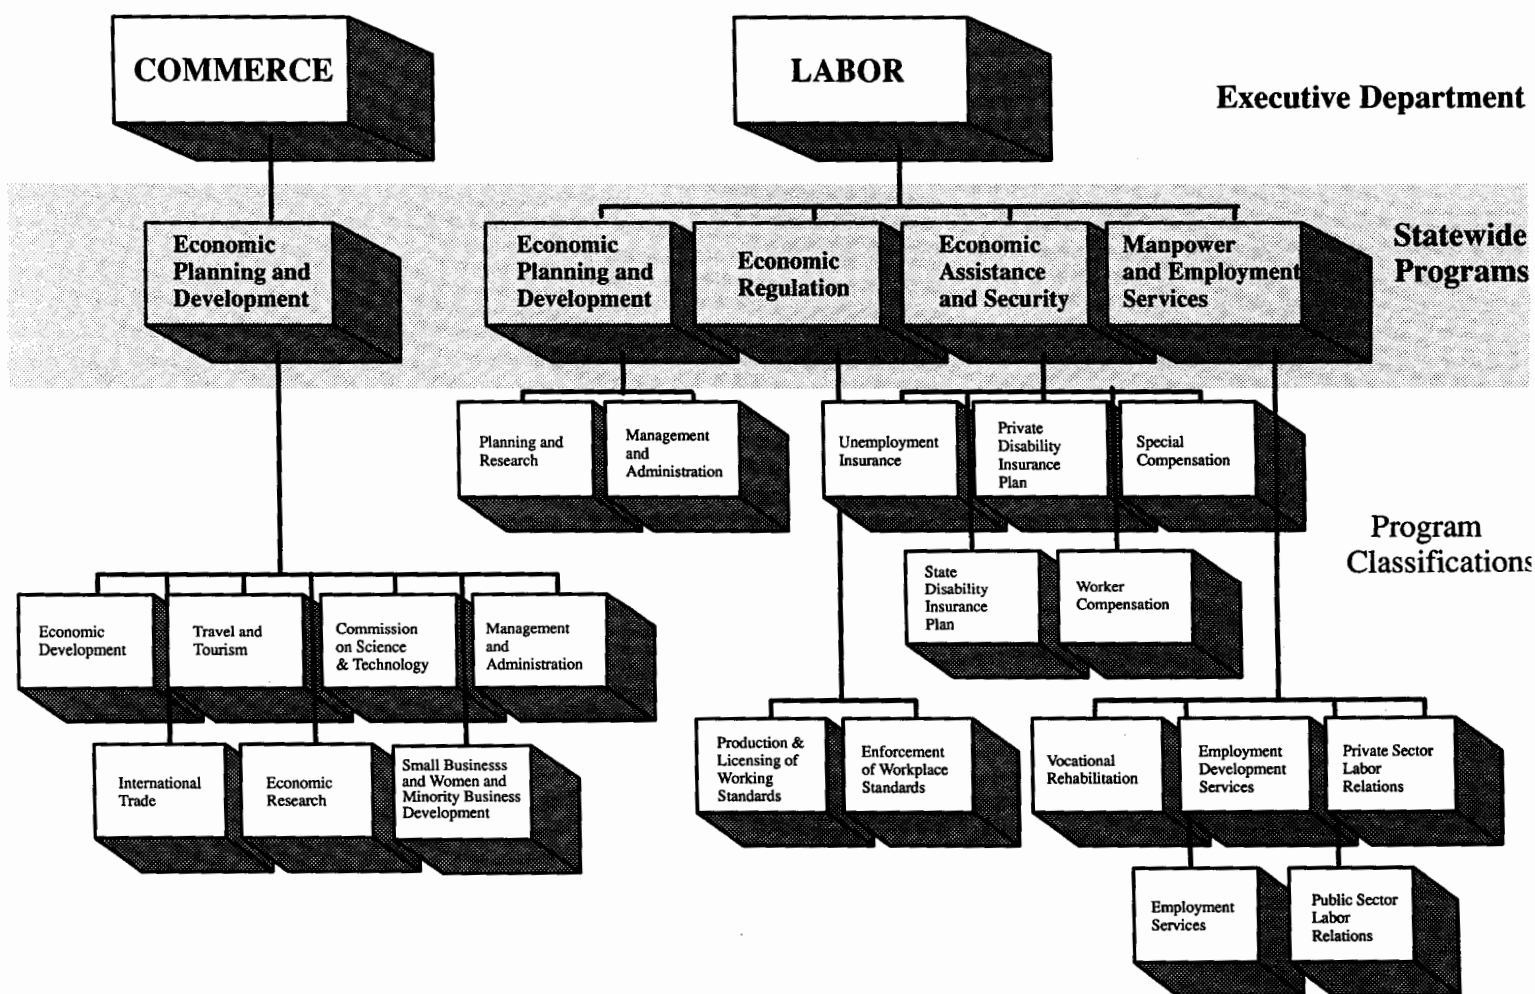 COMMERCE
LABOR
Executive Department
Economic
Planning and
Development
Economic
Planning and
Development
Economic
Regulation
Economic
Assistance
and Security
Manpower
and Employment
Services
Statewide
Programs
Planning and
Research
Management
and
Administration
Unemployment
Insurance
Private
Disability
Insurance
Plan
Special
Compensation
State
Disability
Insurance
Plan
Worker
Compensation
Program
Classifications
Economic
Development
Travel and
Tourism
Commission
on Science
& Technology
Management
and
Administration
International
Trade
Economic
Research
Small Businesss
and Women and
Minority Business
Development
Production &
Licensing of
Working
Standards
Enforcement
of Workplace
Standards
Vocational
Rehabilitation
Employment
Development
Services
Private Sector
Labor
Relations
Employment
Services
Public Sector
Labor
Relations